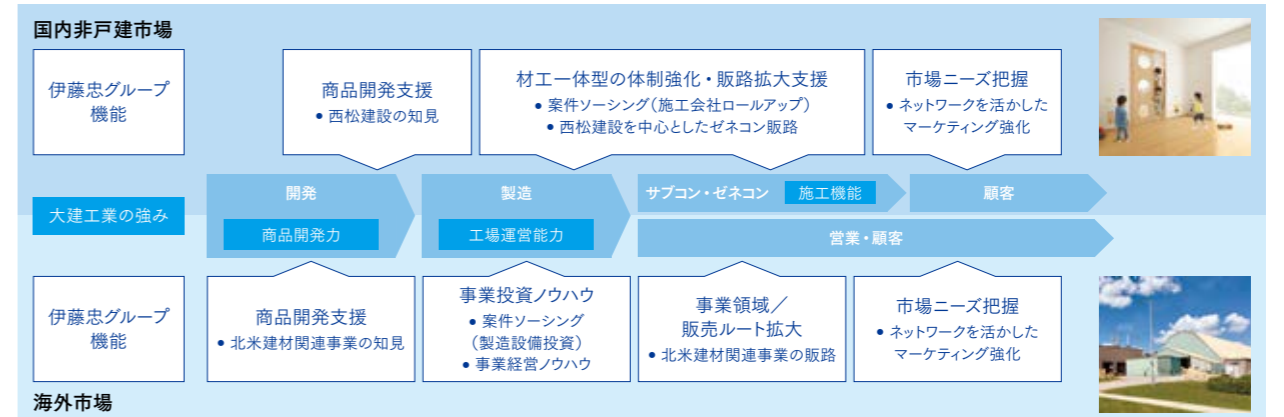 国内非戸建市場
伊藤忠グループ
機能
商品開発支援
• 西松建設の知見
材工一体型の体制強化・販路拡大支援
• 案件ソーシング（施工会社ロールアップ）
• 西松建設を中心としたゼネコン販路
市場ニーズ把握
• ネットワークを活かした
マーケティング強化
大建工業の強み
開発
商品開発力
製造
工場運営能力
サブコン・ゼネコン
施工機能
顧客
営業・顧客
伊藤忠グループ
機能
商品開発支援
• 北米建材関連事業の知見
事業投資ノウハウ
• 案件ソーシング
（製造設備投資）
• 事業経営ノウハウ
事業領域／
販売ルート拡大
• 北米建材関連事業の販路
市場ニーズ把握
• ネットワークを活かした
マーケティング強化
海外市場